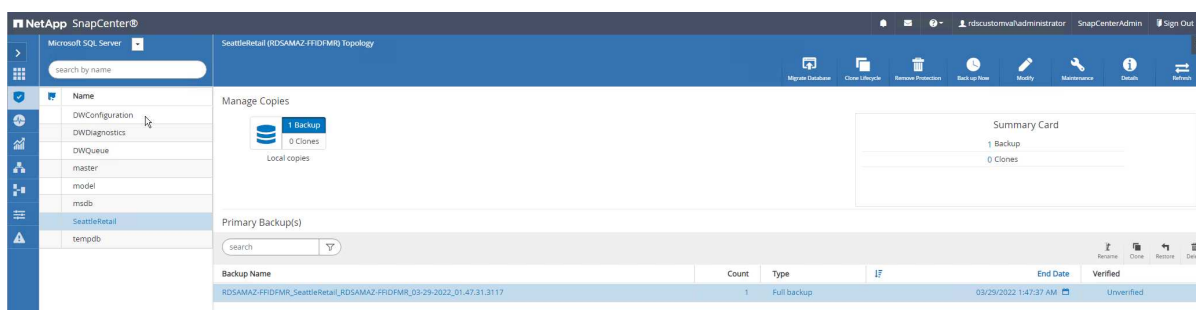 NetApp SnapCenter®
rdscustomval\administrator SnapCenterAdmin Sign Out
Microsoft SQL Server
SeattleRetail (RDSAMAZ-FFIDFMR) Topology
search by name
Migrate Database Clone Lifecycle Remove Protection Back up Now Modify Maintenance Details Refresh
Name
DWConfiguration
DWDiagnostics
DWQueue
master
model
msdb
SeattleRetail
tempdb
Manage Copies
1 Backup
0 Clones
Local copies
Summary Card
1 Backup
0 Clones
Primary Backup(s)
search
Rename Clone Restore Del
Backup Name Count Type End Date Verified
RDSAMAZ-FFIDFMR_SeattleRetail_RDSAMAZ-FFIDFMR_03-29-2022_01.47.31.3117 1 Full backup 03/29/2022 1:47:37 AM Unverified